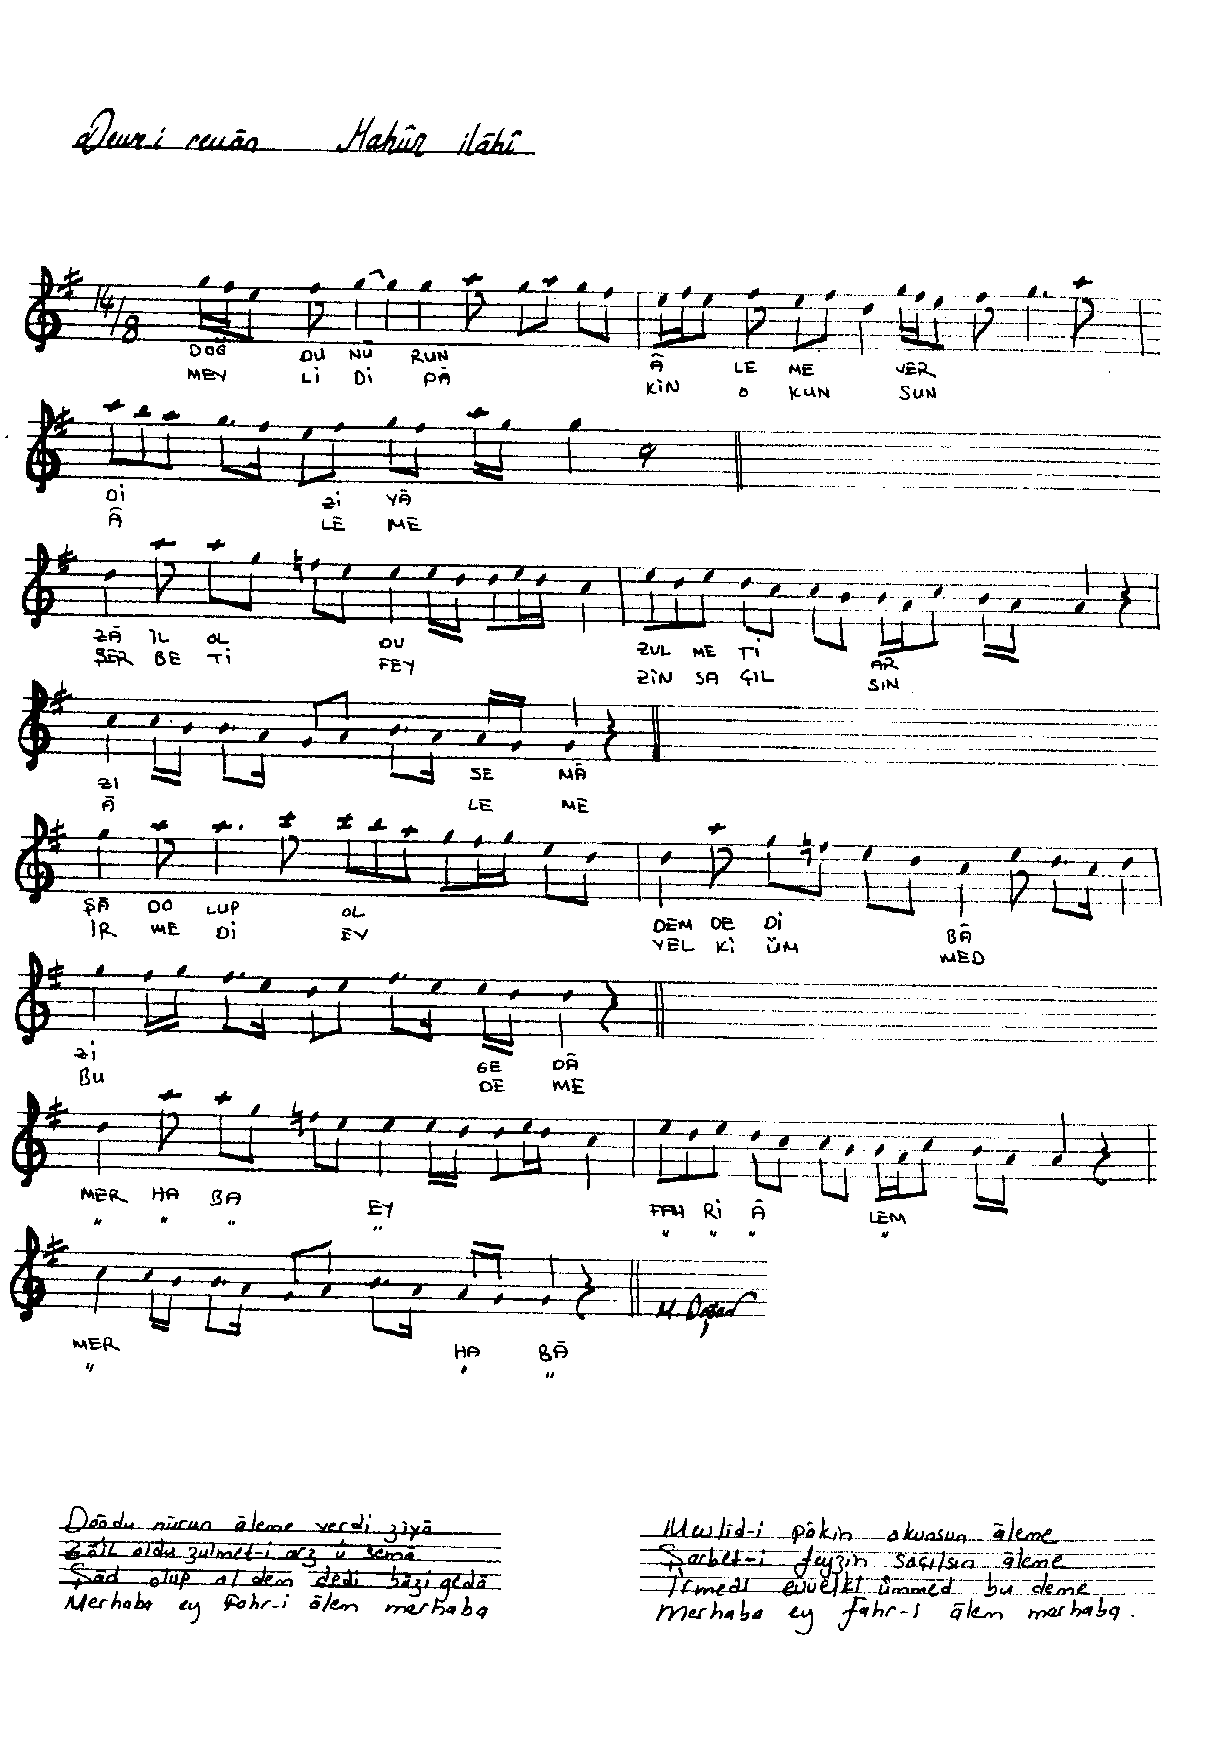 Devr-i revân Mahûr ilâhî
14/8
DOĞ DU NÛ RUN Â LE ME VER
MEY LI DI PÂ KİN O KUN SUN
Dİ Zİ YÂ
Â LE ME
ZÂ İL OL DU ZUL ME Tİ AR
ŞER BE Tİ FEY ZİN SA ÇIL SIN
ZI SE MÂ
Â LE ME
ŞÂ DO LUP OL DEM DE Dİ BÂ
İR ME Dİ EV VEL Kİ ÜM MED
Zİ GE DÂ
BU DE ME
MER HA BA EY FAH Rİ Â LEM
" " " " " " " "
MER HA BÂ
" " "
M. Doğan
Doğdu nûrun âleme verdi ziyâ
Zâil oldu zulmet-i arz ü semâ
Şâd olup ol dem dedi bâzi gedâ
Merhaba ey Fahr-i âlem merhaba
Mevlid-i pâkin okunsun âleme
Şerbet-i feyzin saçılsın âleme
İrmedi evvelki ümmed bu deme
Merhaba ey fahr-i âlem merhaba.